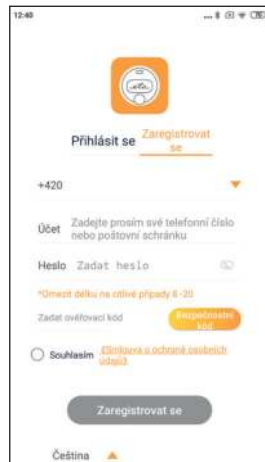 12:40
Přihlásit se
Zaregistrovat
se
+420
Účet
Zadejte prosím své telefonní číslo
nebo poštovní schránku
Heslo Zadat heslo
*Omezit délku na citlivé případy 6-20
Zadat ověřovací kód
Bezpečnostní
kód
Souhlasím
smlouva o ochraně osobních
údajů
Zaregistrovat se
Čeština